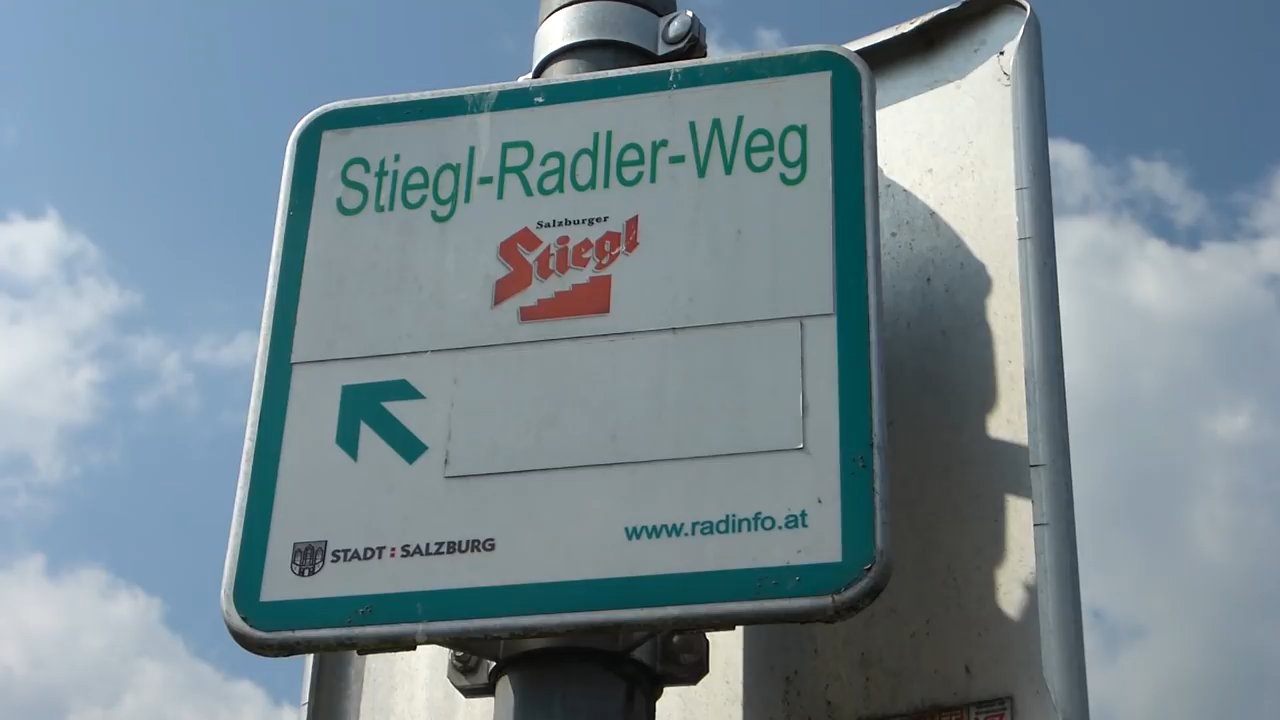 Stiegl-Radler-Weg
Salzburger
Stiegl
www.radinfo.at
STADT : SALZBURG